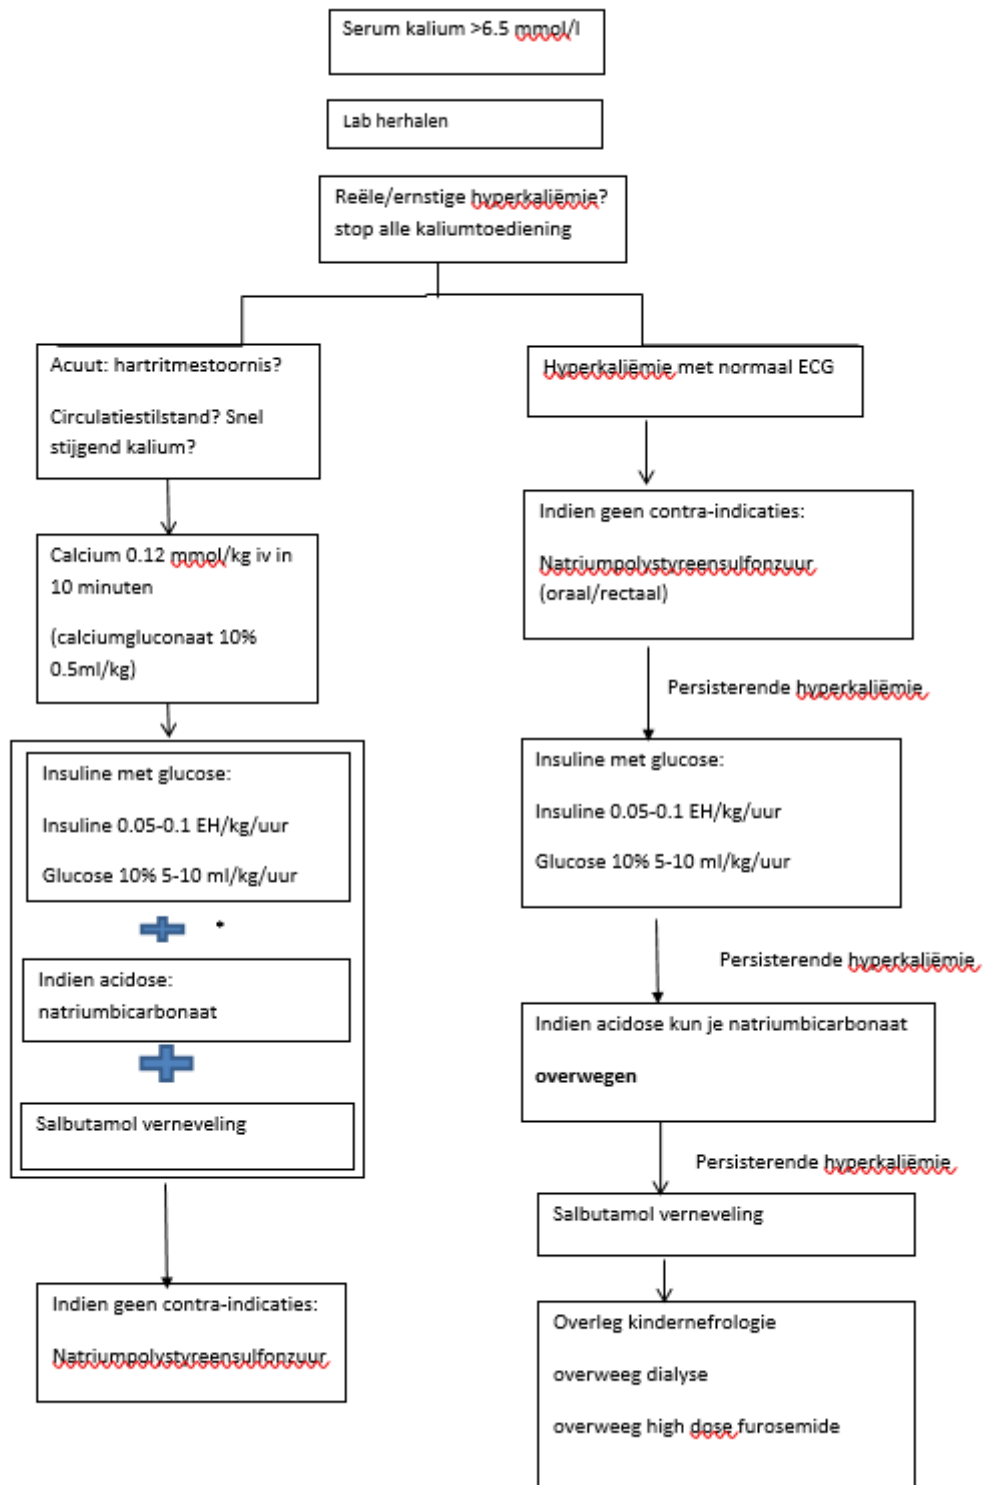 Serum kalium >6.5 mmol/l
Lab herhalen
Reële/ernstige hyperkaliëmie?
stop alle kaliumtoediening
Acuut: hartritmestoornis?
Circulatiestilstand? Snel
stijgend kalium?
Calcium 0.12 mmol/kg iv in
10 minuten
(calciumgluconaat 10%
0.5ml/kg)
Insuline met glucose:
Insuline 0.05-0.1 EH/kg/uur
Glucose 10% 5-10 ml/kg/uur
Indien acidose:
natriumbicarbonaat
Salbutamol verneveling
Indien geen contra-indicaties:
Natriumpolystyreensulfonzuur
Hyperkaliëmie met normaal ECG
Indien geen contra-indicaties:
Natriumpolystyreensulfonzuur
(oraal/rectaal)
Persisterende hyperkaliëmie
Insuline met glucose:
Insuline 0.05-0.1 EH/kg/uur
Glucose 10% 5-10 ml/kg/uur
Persisterende hyperkaliëmie
Indien acidose kun je natriumbicarbonaat
overwegen
Persisterende hyperkaliëmie
Salbutamol verneveling
Overleg kindernefrologie
overweeg dialyse
overweeg high dose furosemide